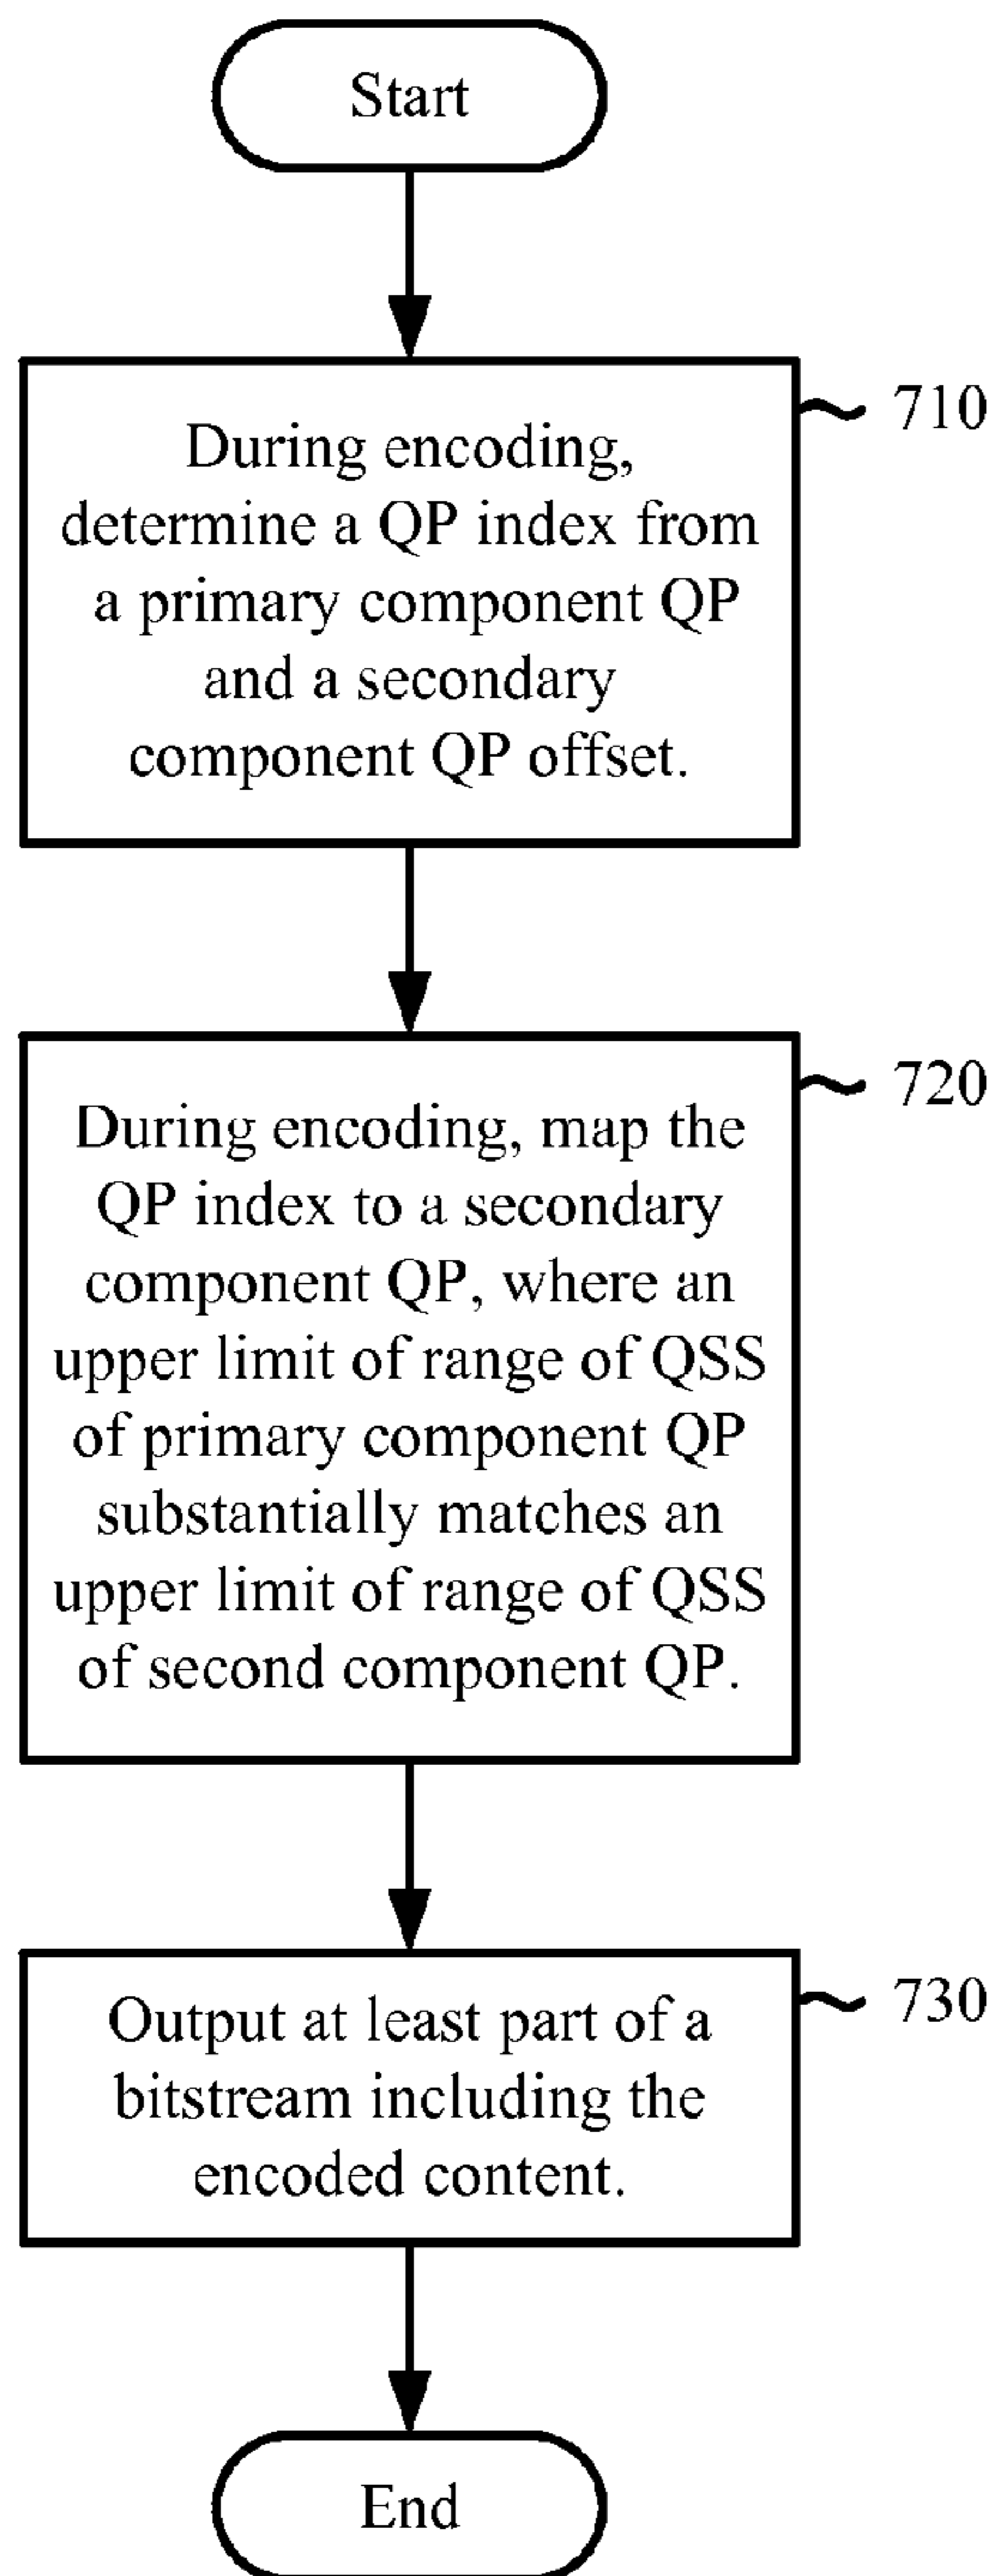 Start
710
During encoding,
determine a QP index from
a primary component QP
and a secondary
component QP offset.
720
During encoding, map the
QP index to a secondary
component QP, where an
upper limit of range of QSS
of primary component QP
substantially matches an
upper limit of range of QSS
of second component QP.
730
Output at least part of a
bitstream including the
encoded content.
End